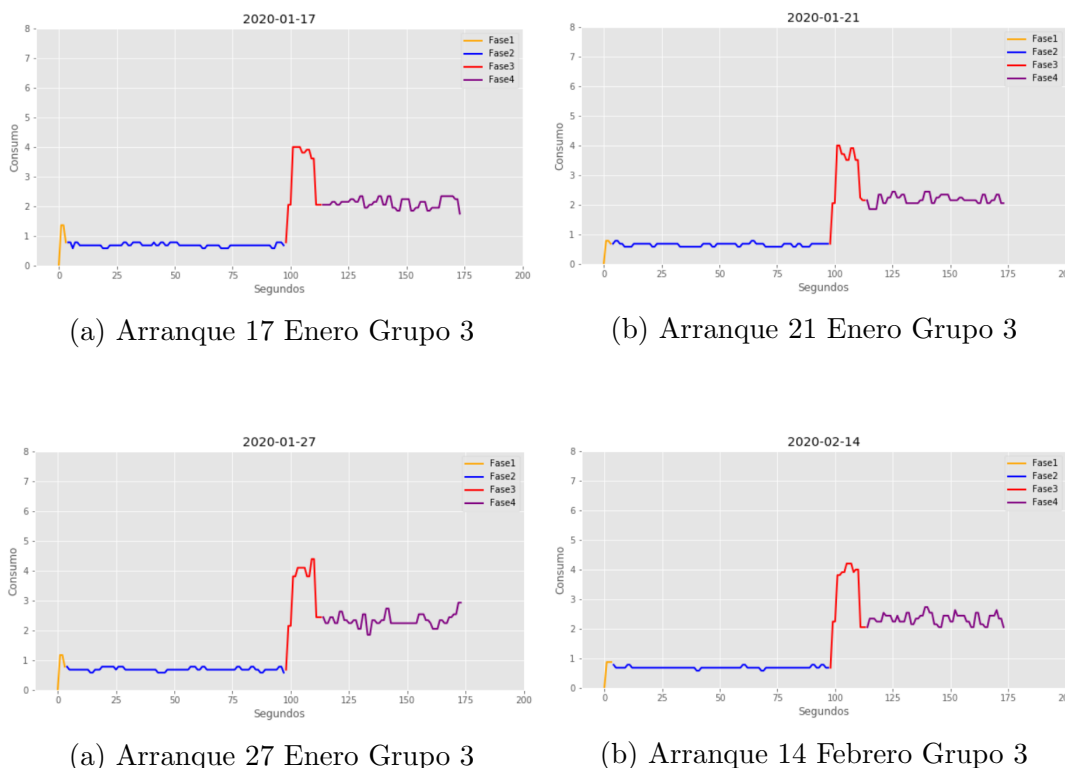 2020-01-17
8
7
6
5
4
3
2
1
0
Consumo
Fase1
Fase2
Fase3
Fase4
0 25 50 75 100 125 150 175 200
Segundos
(a) Arranque 17 Enero Grupo 3
2020-01-21
8
7
6
5
4
3
2
1
0
Consumo
Fase1
Fase2
Fase3
Fase4
0 25 50 75 100 125 150 175 200
Segundos
(b) Arranque 21 Enero Grupo 3
2020-01-27
8
7
6
5
4
3
2
1
0
Consumo
Fase1
Fase2
Fase3
Fase4
0 25 50 75 100 125 150 175 200
Segundos
(a) Arranque 27 Enero Grupo 3
2020-02-14
8
7
6
5
4
3
2
1
0
Consumo
Fase1
Fase2
Fase3
Fase4
0 25 50 75 100 125 150 175 200
Segundos
(b) Arranque 14 Febrero Grupo 3